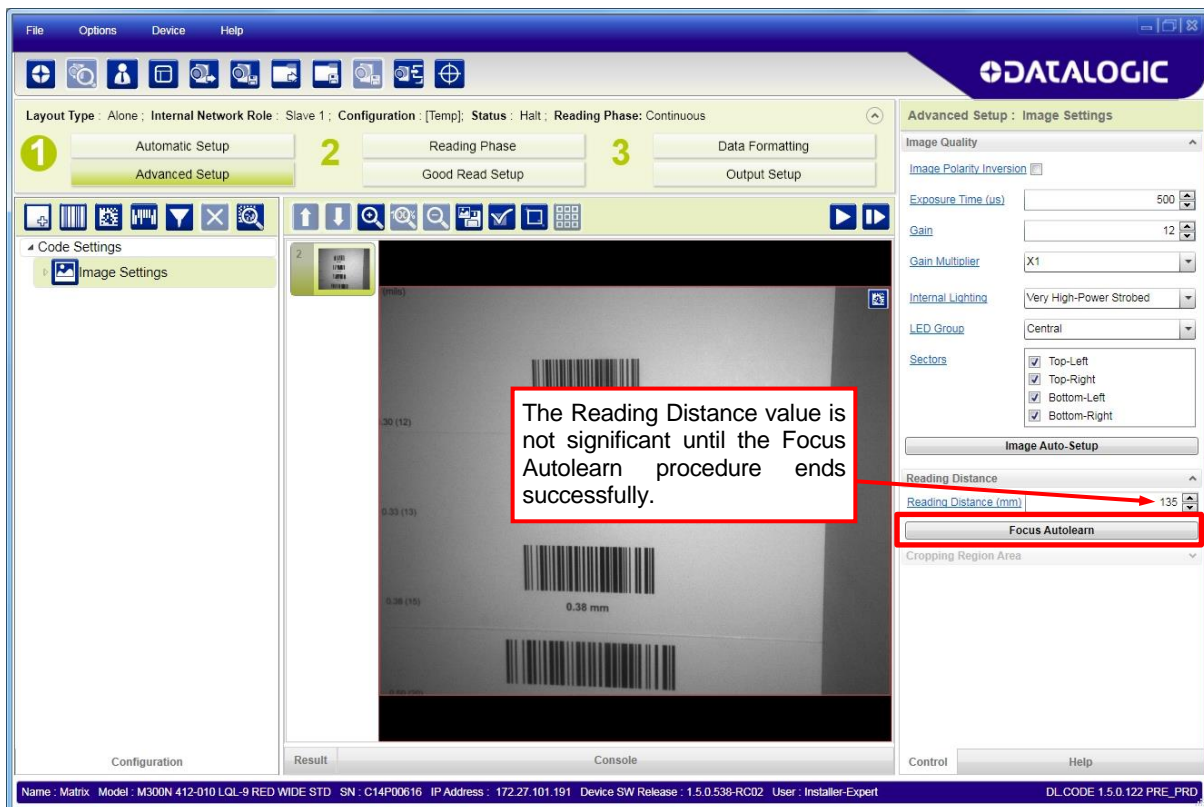 File Options Device Help
DATALOGIC
Layout Type : Alone ; Internal Network Role : Slave 1 ; Configuration : [Temp]; Status : Halt ; Reading Phase: Continuous
1 Automatic Setup 2 Reading Phase 3 Data Formatting
Advanced Setup Good Read Setup Output Setup
Code Settings
Image Settings
100%
2
(mils)
.30 (12)
0.33 (13)
0.38 (15)
0.38 mm
The Reading Distance value is
not significant until the Focus
Autolearn procedure ends
successfully.
Advanced Setup : Image Settings
Image Quality
Image Polarity Inversion
Exposure Time (µs) 500
Gain 12
Gain Multiplier X1
Internal Lighting Very High-Power Strobed
LED Group Central
Sectors Top-Left
Top-Right
Bottom-Left
Bottom-Right
Image Auto-Setup
Reading Distance
Reading Distance (mm) 135
Focus Autolearn
Cropping Region Area
Configuration Result Console Control Help
Name : Matrix Model : M300N 412-010 LQL-9 RED WIDE STD SN : C14P00616 IP Address : 172.27.101.191 Device SW Release : 1.5.0.538-RC02 User : Installer-Expert DL.CODE 1.5.0.122 PRE_PRD